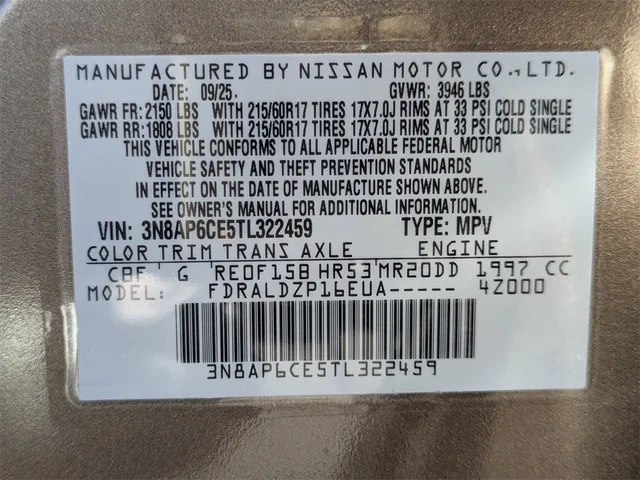 MANUFACTURED BY NISSAN MOTOR CO., LTD.
DATE: 09/25. GVWR: 3946 LBS
GAWR FR: 2150 LBS WITH 215/60R17 TIRES 17X7.0J RIMS AT 33 PSI COLD SINGLE
GAWR RR: 1808 LBS WITH 215/60R17 TIRES 17X7.0J RIMS AT 33 PSI COLD SINGLE
THIS VEHICLE CONFORMS TO ALL APPLICABLE FEDERAL MOTOR
VEHICLE SAFETY AND THEFT PREVENTION STANDARDS
IN EFFECT ON THE DATE OF MANUFACTURE SHOWN ABOVE.
SEE OWNER'S MANUAL FOR ADDITIONAL INFORMATION.
VIN: 3N8AP6CE5TL322459 TYPE: MPV
COLOR TRIM TRANS AXLE ENGINE
CBF G RE0F15B HR53 MR20DD 1997 CC
MODEL: FDRALDZP16EUA----- 4Z000
3N8AP6CE5TL322459